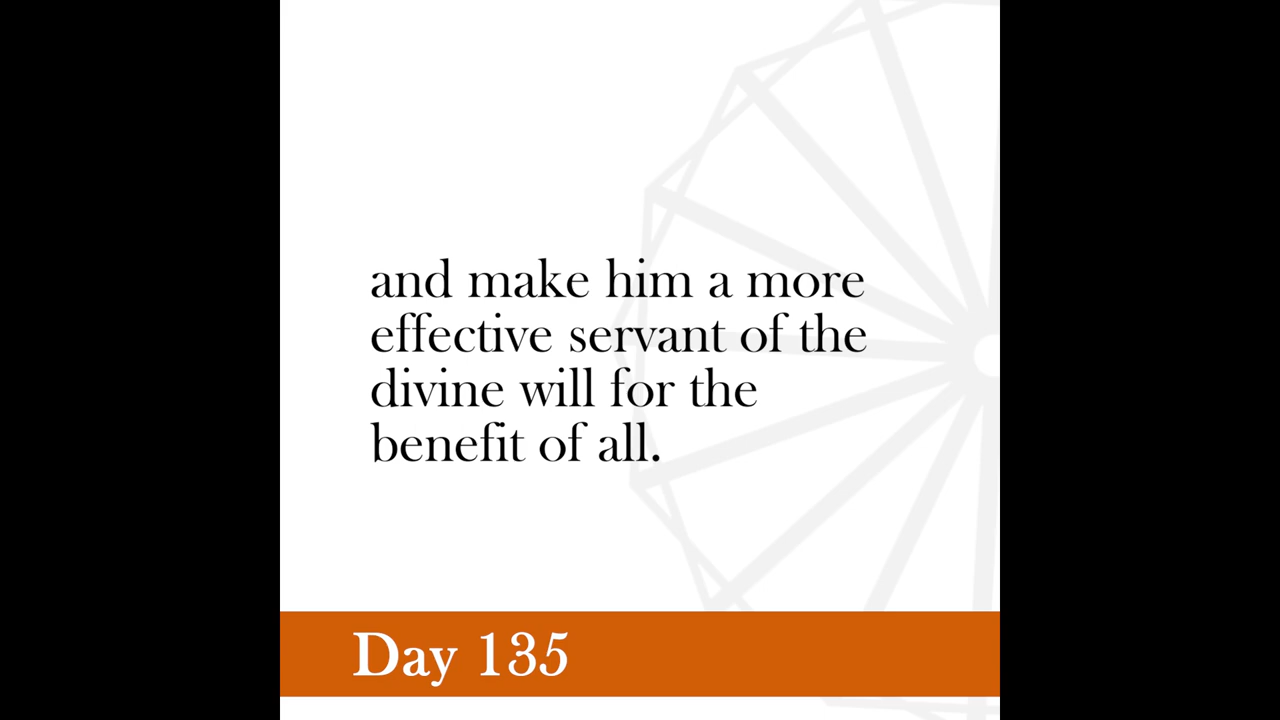 and make him a more
effective servant of the
divine will for the
benefit of all.
Day 135